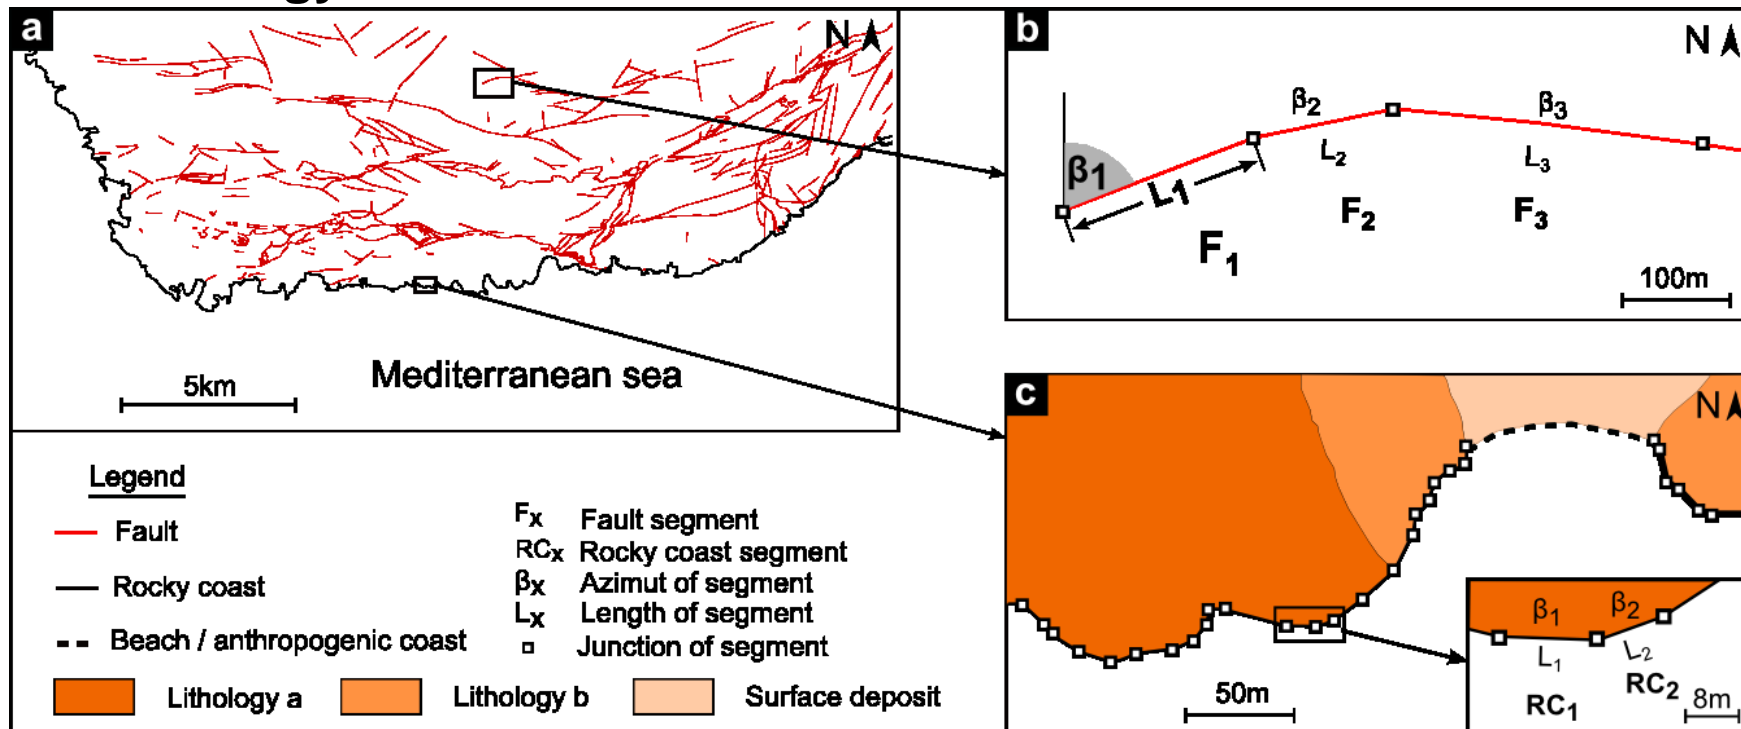 a
N
5km
Mediterranean sea
b
N
β1
L1
β2
L2
β3
L3
F1
F2
F3
100m
c
N
50m
β1
β2
L1
L2
RC1
RC2
8m
Legend
Fault
Rocky coast
Beach / anthropogenic coast
Fx Fault segment
RCx Rocky coast segment
βx Azimut of segment
Lx Length of segment
Junction of segment
Lithology a
Lithology b
Surface deposit